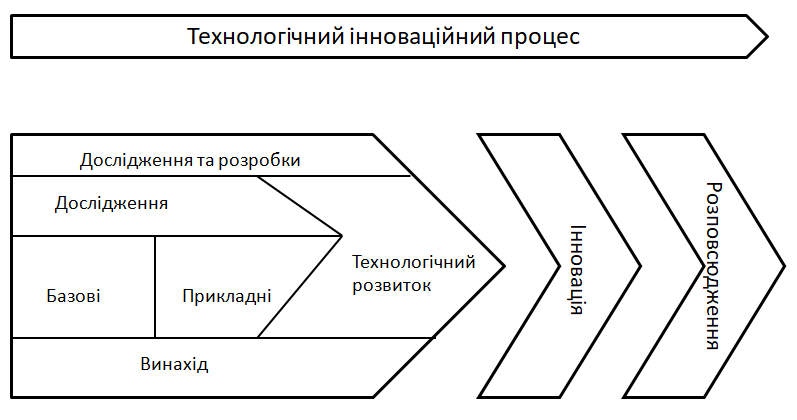 Технологічний інноваційний процес
Дослідження та розробки
Дослідження
Базові
Прикладні
Технологічний
розвиток
Винахід
Інновація
Розповсюдження